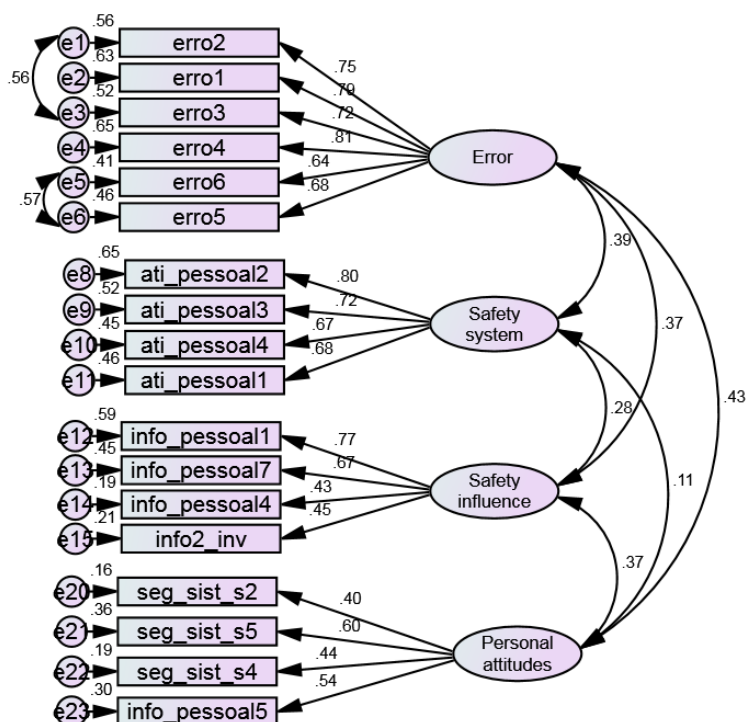 .56
e1
erro2
.75
.63
e2
erro1
.79
.56
.52
e3
erro3
.72
.65
e4
erro4
.81
.41
e5
erro6
.64
.57
.46
e6
erro5
.68
Error
.65
e8
ati_pessoal2
.80
.52
e9
ati_pessoal3
.72
.45
e10
ati_pessoal4
.67
.46
e11
ati_pessoal1
.68
Safety
system
.39
.37
.43
.59
e12
info_pessoal1
.77
.45
e13
info_pessoal7
.67
.19
e14
info_pessoal4
.43
.21
e15
info2_inv
.45
Safety
influence
.28
.11
.37
.16
e20
seg_sist_s2
.40
.36
e21
seg_sist_s5
.60
.19
e22
seg_sist_s4
.44
.30
e23
info_pessoal5
.54
Personal
attitudes